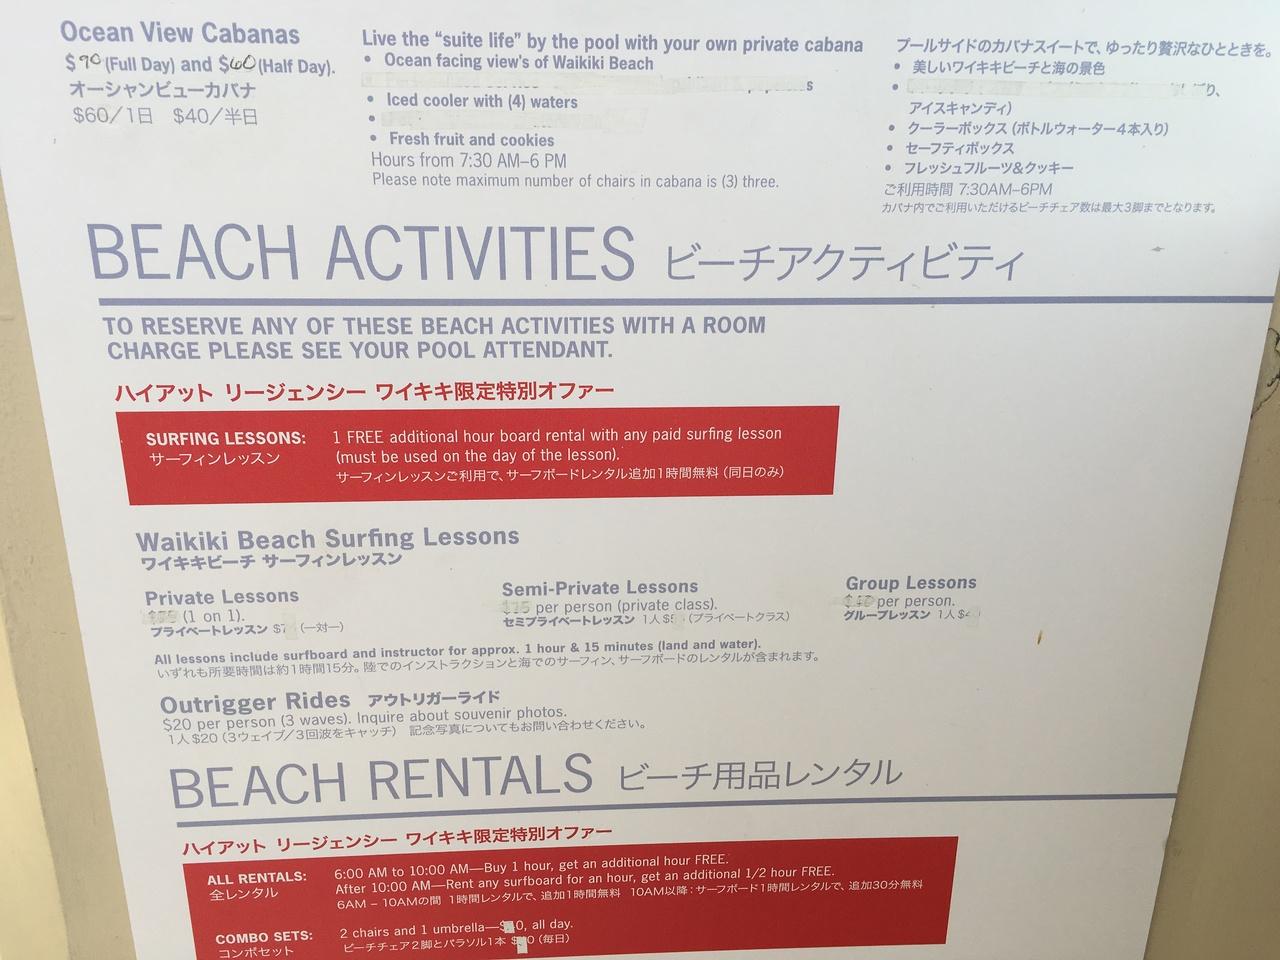 Ocean View Cabanas
$90 (Full Day) and $60 (Half Day).
オーシャンビューカバナ
$60／1日 $40／半日
Live the “suite life” by the pool with your own private cabana
• Ocean facing view's of Waikiki Beach
• Iced cooler with (4) waters
•
• Fresh fruit and cookies
Hours from 7:30 AM–6 PM
Please note maximum number of chairs in cabana is (3) three.
プールサイドのカバナスイートで、ゆったり贅沢なひとときを。
• 美しいワイキキビーチと海の景色
•
アイスキャンディ）
• クーラーボックス（ボトルウォーター4本入り）
• セーフティボックス
• フレッシュフルーツ&クッキー
ご利用時間 7:30AM–6PM
カバナ内でご利用いただけるビーチチェア数は最大3脚までとなります。
BEACH ACTIVITIES ビーチアクティビティ
TO RESERVE ANY OF THESE BEACH ACTIVITIES WITH A ROOM
CHARGE PLEASE SEE YOUR POOL ATTENDANT.
ハイアット リージェンシー ワイキキ限定特別オファー
SURFING LESSONS: 1 FREE additional hour board rental with any paid surfing lesson
サーフィンレッスン (must be used on the day of the lesson).
サーフィンレッスンご利用で、サーフボードレンタル追加1時間無料（同日のみ）
Waikiki Beach Surfing Lessons
ワイキキビーチ サーフィンレッスン
Private Lessons
(1 on 1).
プライベートレッスン （一対一）
Semi-Private Lessons
per person (private class).
セミプライベートレッスン 1人 （プライベートクラス）
Group Lessons
per person.
グループレッスン 1人
All lessons include surfboard and instructor for approx. 1 hour & 15 minutes (land and water).
いずれも所要時間は約1時間15分。陸でのインストラクションと海でのサーフィン、サーフボードのレンタルが含まれます。
Outrigger Rides アウトリガーライド
$20 per person (3 waves). Inquire about souvenir photos.
1人$20（3ウェイブ／3回波をキャッチ） 記念写真についてもお問い合わせください。
BEACH RENTALS ビーチ用品レンタル
ハイアット リージェンシー ワイキキ限定特別オファー
ALL RENTALS: 6:00 AM to 10:00 AM—Buy 1 hour, get an additional hour FREE.
全レンタル After 10:00 AM—Rent any surfboard for an hour, get an additional 1/2 hour FREE.
6AM – 10AMの間 1時間レンタルで、追加1時間無料 10AM以降：サーフボード1時間レンタルで、追加30分無料
COMBO SETS: 2 chairs and 1 umbrella— all day.
コンボセット ビーチチェア2脚とパラソル1本 （毎日）